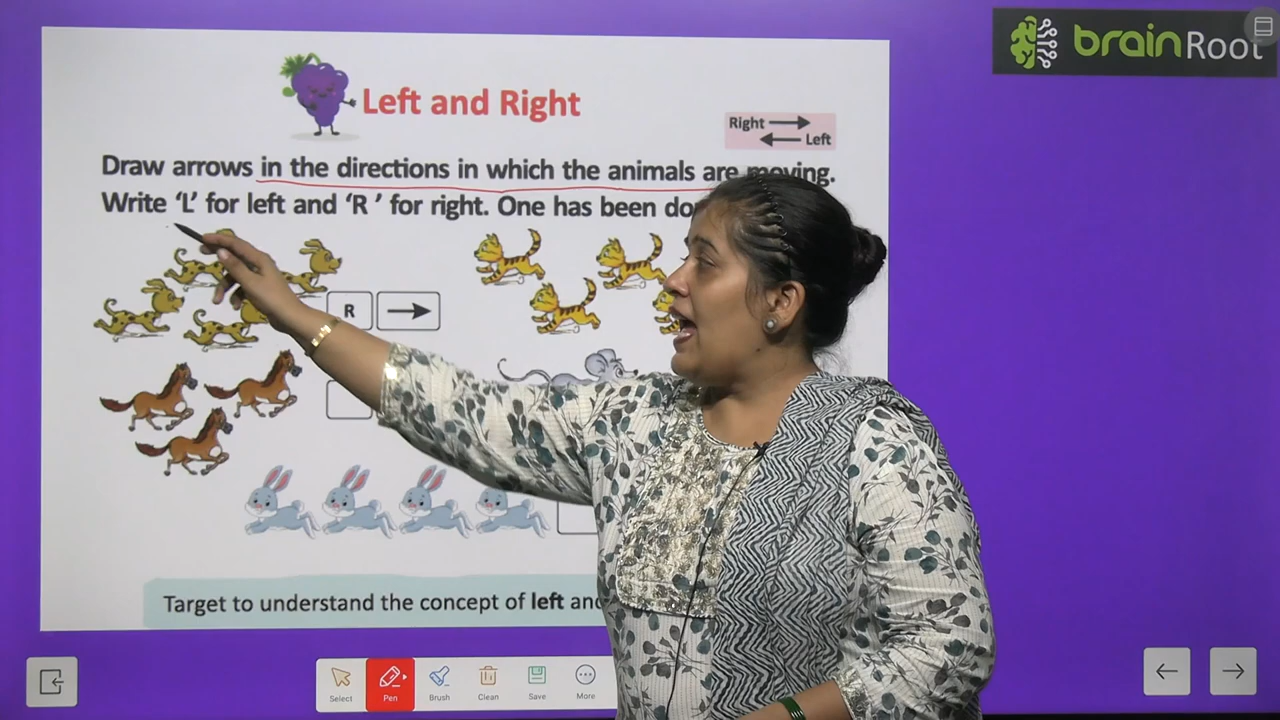 brainRoot
Left and Right
Right
Left
Draw arrows in the directions in which the animals are moving.
Write ‘L’ for left and ‘R ’ for right. One has been
R
Target to understand the concept of left
Select
Pen
Brush
Clean
Save
More